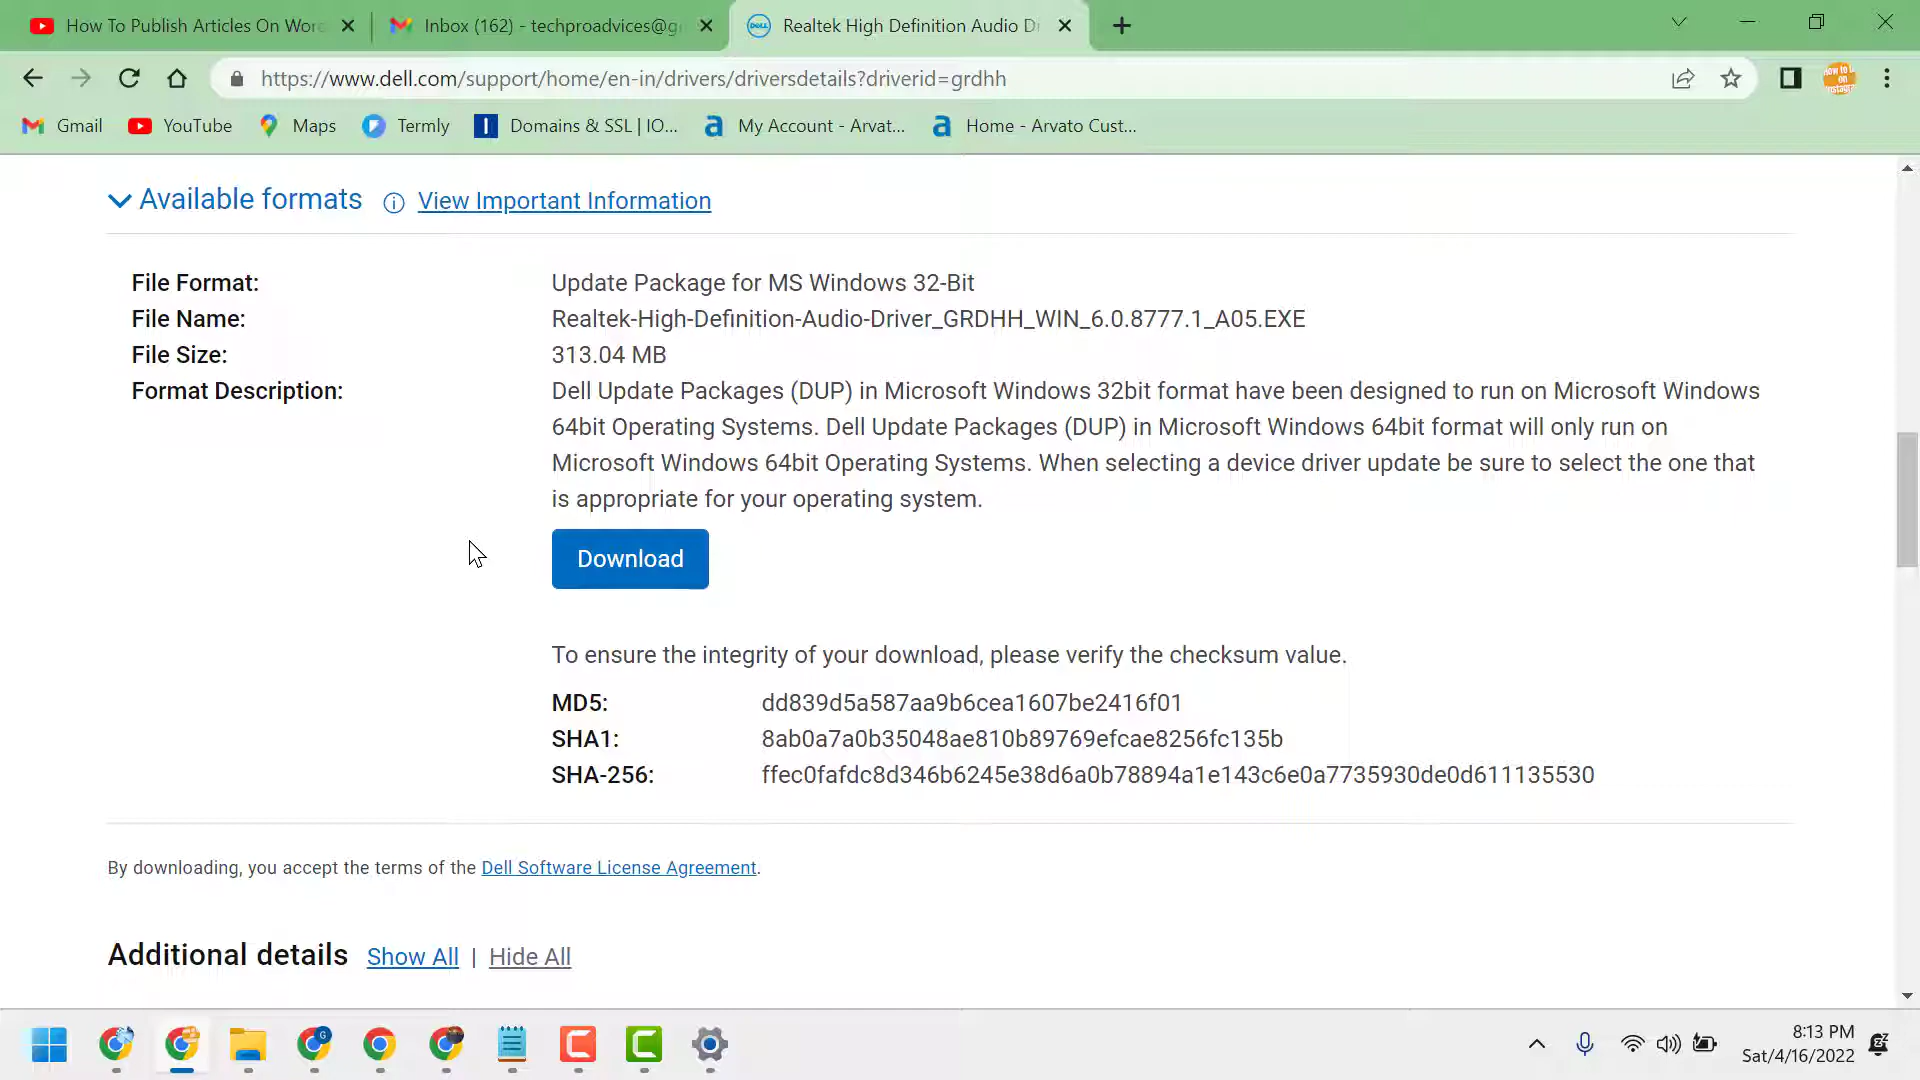 How To Publish Articles On Wor
Inbox (162) - techproadvices@g
DELL
Realtek High Definition Audio D
https://www.dell.com/support/home/en-in/drivers/driversdetails?driverid=grdhh
Gmail
YouTube
Maps
Termly
Domains & SSL | IO...
My Account - Arvat...
Home - Arvato Cust...
Available formats
View Important Information
File Format:
Update Package for MS Windows 32-Bit
File Name:
Realtek-High-Definition-Audio-Driver_GRDHH_WIN_6.0.8777.1_A05.EXE
File Size:
313.04 MB
Format Description:
Dell Update Packages (DUP) in Microsoft Windows 32bit format have been designed to run on Microsoft Windows
64bit Operating Systems. Dell Update Packages (DUP) in Microsoft Windows 64bit format will only run on
Microsoft Windows 64bit Operating Systems. When selecting a device driver update be sure to select the one that
is appropriate for your operating system.
Download
To ensure the integrity of your download, please verify the checksum value.
MD5:
dd839d5a587aa9b6cea1607be2416f01
SHA1:
8ab0a7a0b35048ae810b89769efcae8256fc135b
SHA-256:
ffec0fafdc8d346b6245e38d6a0b78894a1e143c6e0a7735930de0d611135530
By downloading, you accept the terms of the Dell Software License Agreement.
Additional details
Show All | Hide All
8:13 PM
Sat/4/16/2022